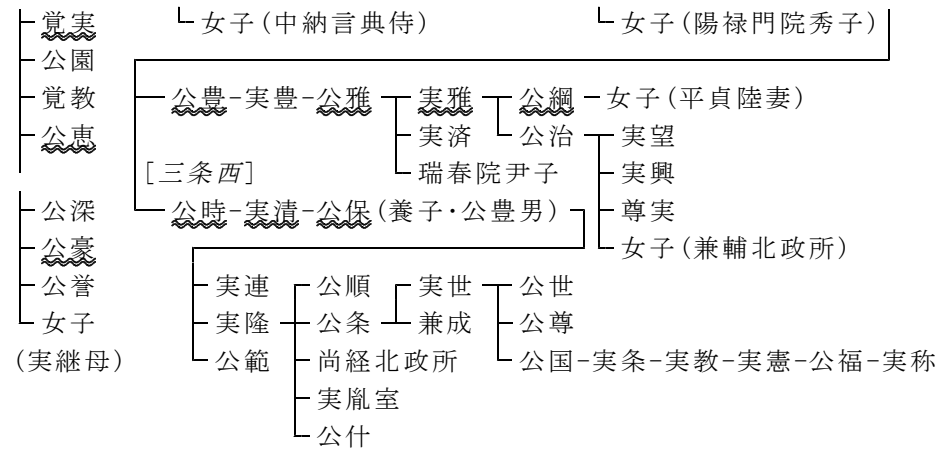 覚実 女子(中納言典侍) 女子(陽禄門院秀子)
公園
覚教 公豊-実豊-公雅 実雅 公綱 女子(平貞陸妻)
公恵 実済 公治 実望
[三条西] 瑞春院尹子 実興
公深 公時-実清-公保(養子・公豊男) 尊実
公豪 女子(兼輔北政所)
公誉 実連 公順 実世 公世
女子 実隆 公条 兼成 公尊
(実継母) 公範 尚経北政所 公国-実条-実教-実憲-公福-実称
実胤室
公什